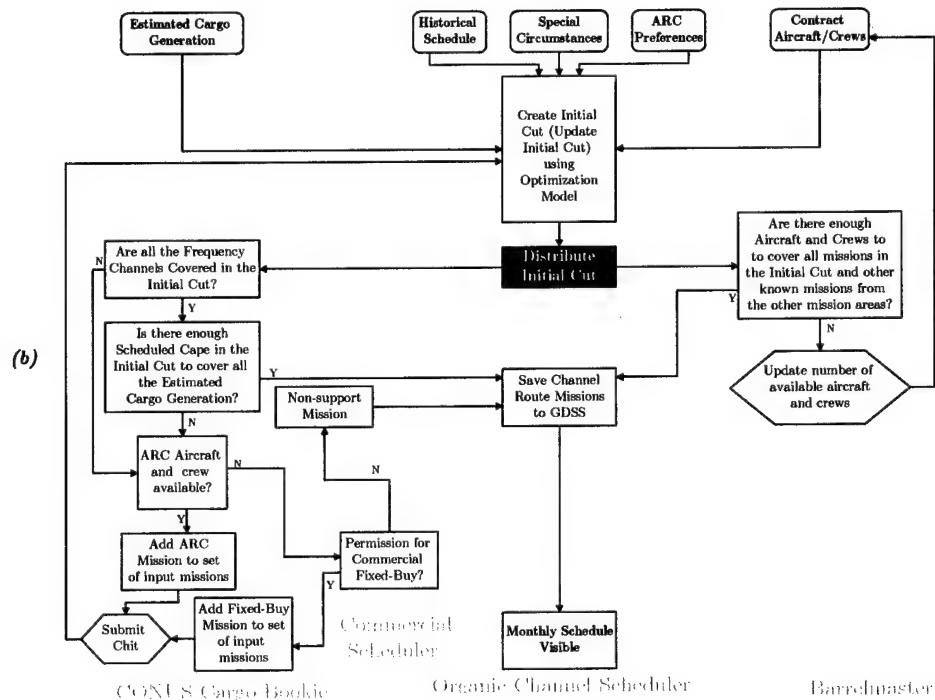 Estimated Cargo
Generation
Historical
Schedule
Special
Circumstances
ARC
Preferences
Contract
Aircraft/Crews
Create Initial
Cut (Update
Initial Cut)
using
Optimization
Model
Distribute
Initial Cut
Are all the Frequency
Channels Covered in the
Initial Cut?
N
Y
Are there enough
Aircraft and Crews to
to cover all missions in
the Initial Cut and other
known missions from
the other mission areas?
Y
N
(b)
Is there enough
Scheduled Cape in the
Initial Cut to cover all
the Estimated
Cargo Generation?
Y
N
Non-support
Mission
Save Channel
Route Missions
to GDSS
Update number of
available aircraft
and crews
ARC Aircraft
and crew
available?
N
Y
N
Add ARC
Mission to set
of input missions
Permission for
Commercial
Fixed-Buy?
Y
Submit
Chit
Add Fixed-Buy
Mission to set
of input
missions
Commercial
Scheduler
Monthly Schedule
Visible
CONUS Cargo Bookie
Organic Channel Scheduler
Barrelmaster